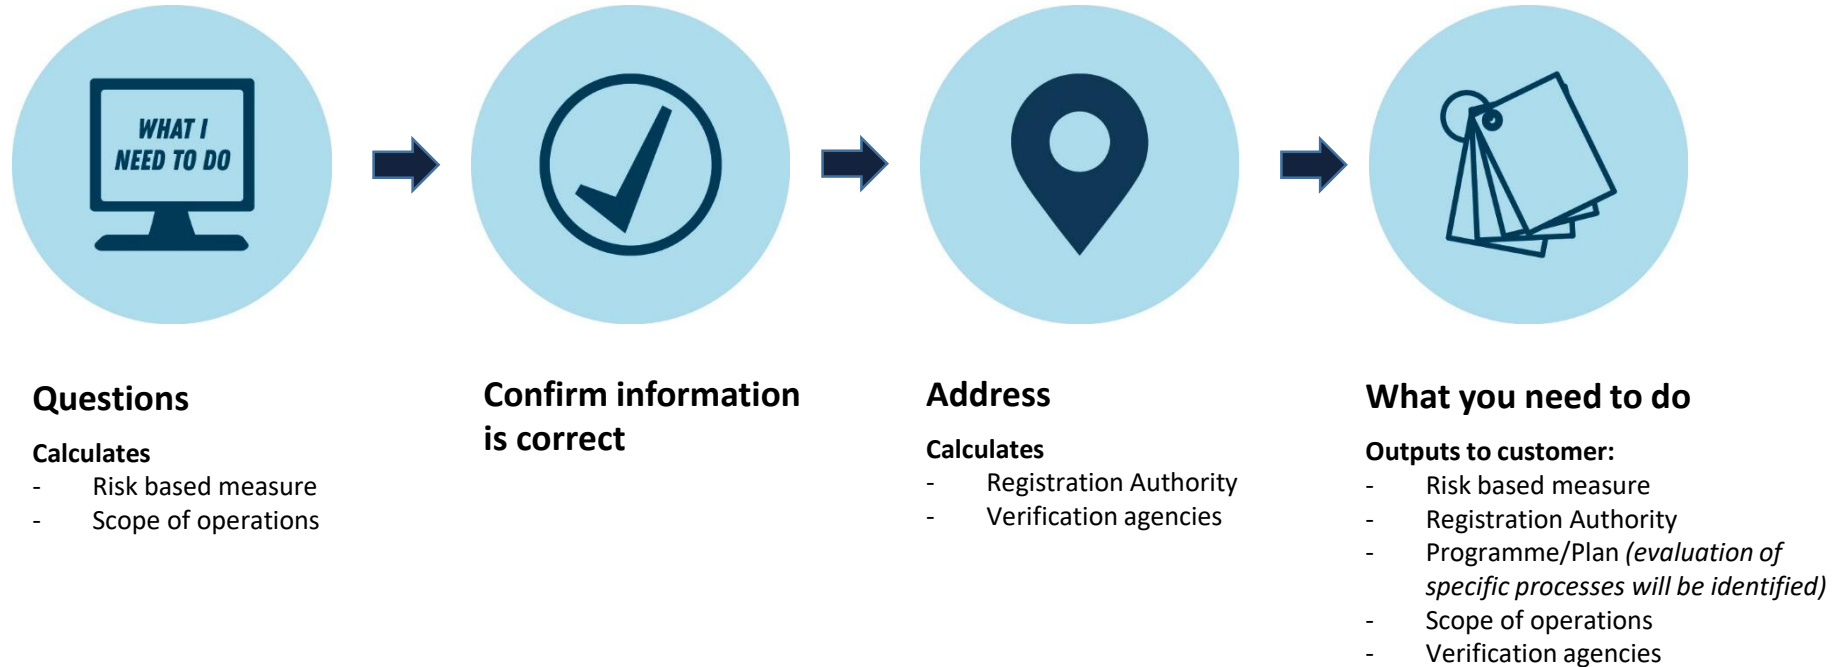 WHAT I
NEED TO DO
Questions
Calculates
- Risk based measure
- Scope of operations
Confirm information
is correct
Address
Calculates
- Registration Authority
- Verification agencies
What you need to do
Outputs to customer:
- Risk based measure
- Registration Authority
- Programme/Plan (evaluation of
specific processes will be identified)
- Scope of operations
- Verification agencies